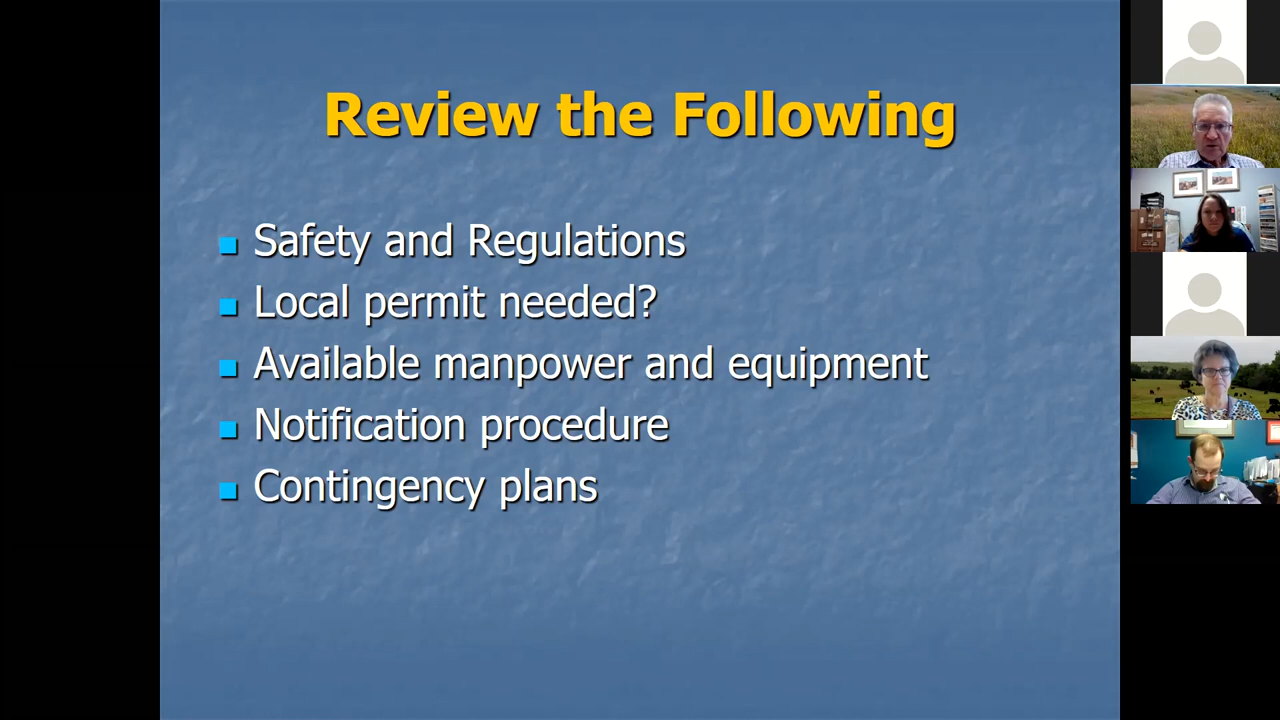 Review the Following
Safety and Regulations
Local permit needed?
Available manpower and equipment
Notification procedure
Contingency plans